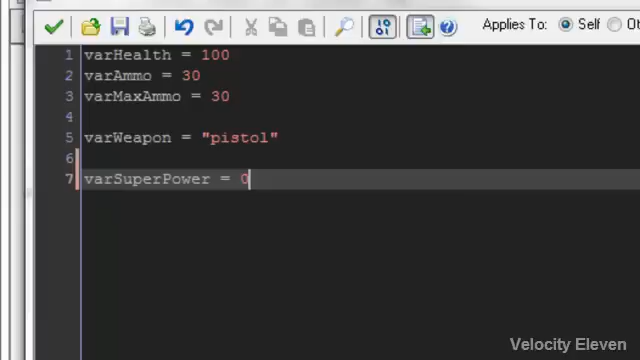 Applies To: Self
1 varHealth = 100
2 varAmmo = 30
3 varMaxAmmo = 30
4
5 varWeapon = "pistol"
6
7 varSuperPower = 0
Velocity Eleven